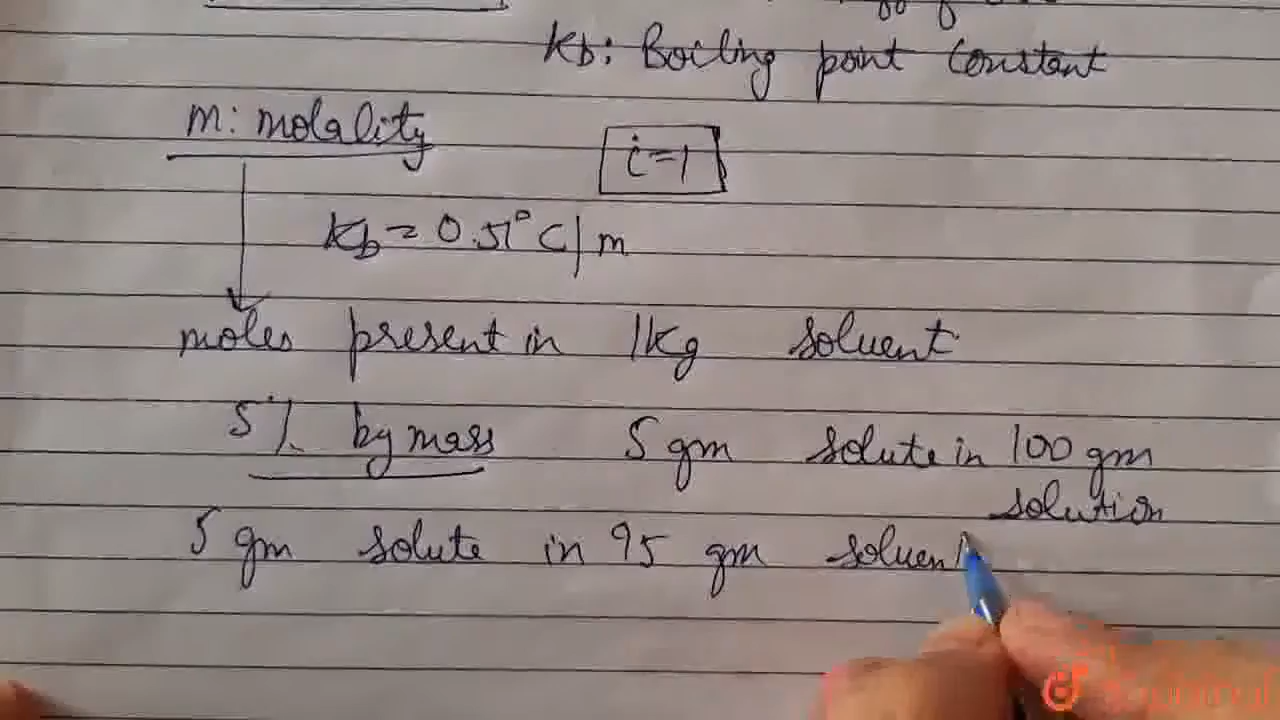 Kb: Boiling point Constant
m: molality
i=1
Kb = 0.51° C/m
moles present in 1kg solvent
5% by mass 5 gm solute in 100 gm
solution
5 gm solute in 95 gm solven